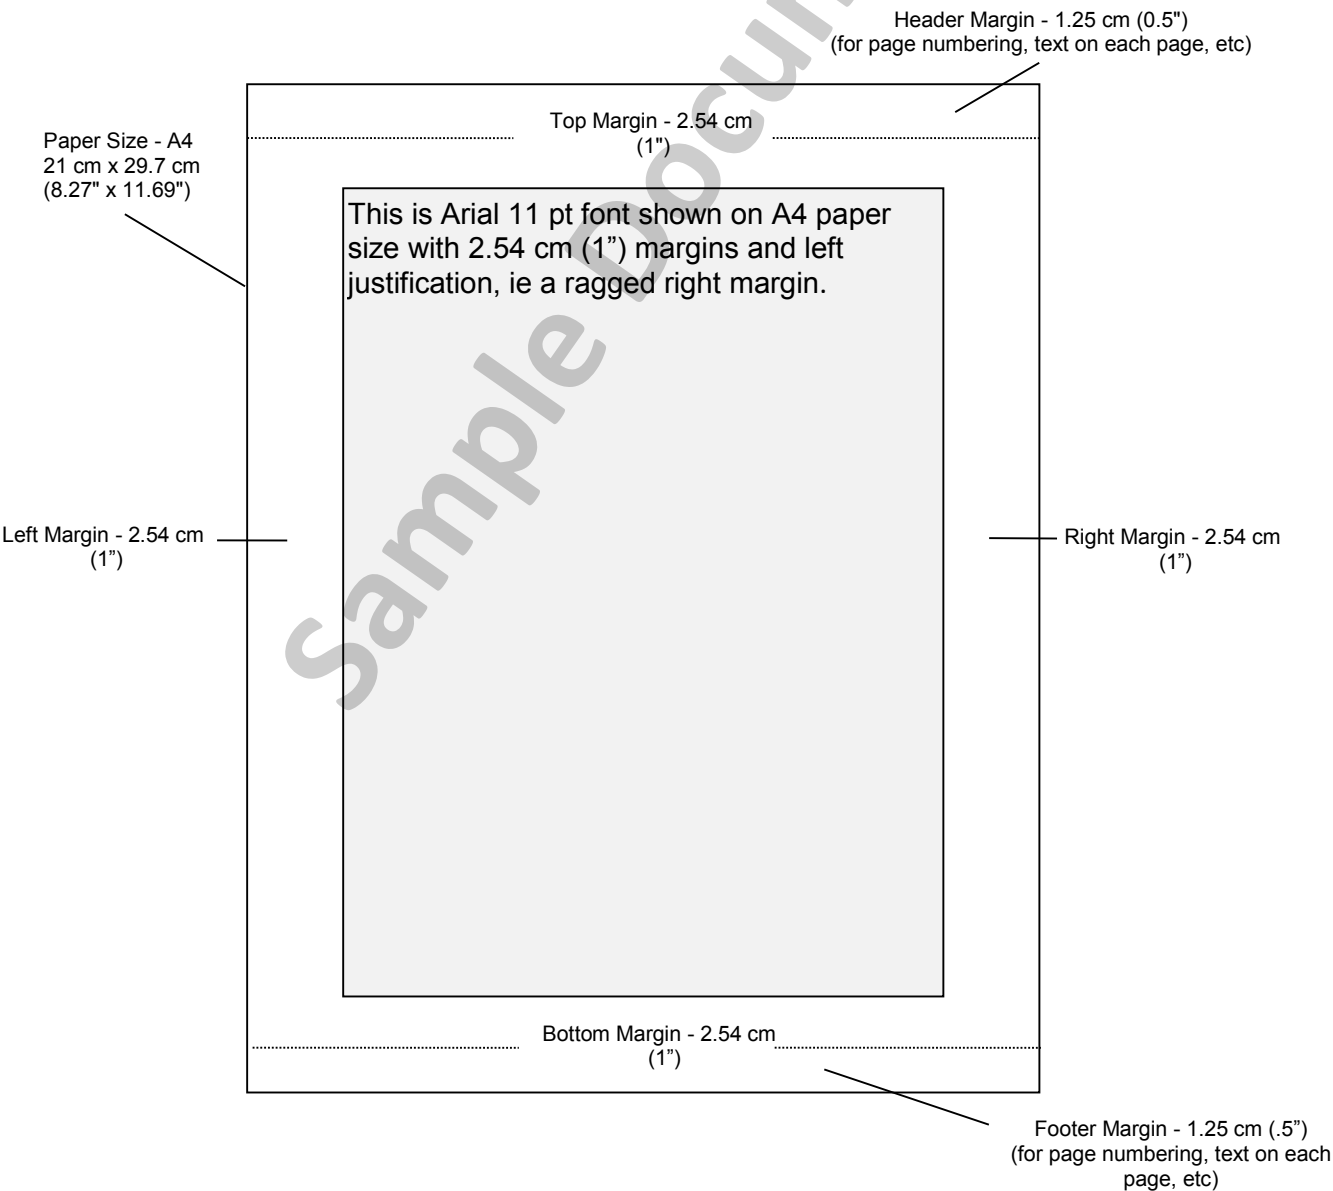 Header Margin - 1.25 cm (0.5")
(for page numbering, text on each page, etc)
Top Margin - 2.54 cm
(1")
Paper Size - A4
21 cm x 29.7 cm
(8.27" x 11.69")
This is Arial 11 pt font shown on A4 paper
size with 2.54 cm (1”) margins and left
justification, ie a ragged right margin.
Left Margin - 2.54 cm
(1”)
Right Margin - 2.54 cm
(1”)
Bottom Margin - 2.54 cm
(1”)
Footer Margin - 1.25 cm (.5”)
(for page numbering, text on each
page, etc)
Sample Docum